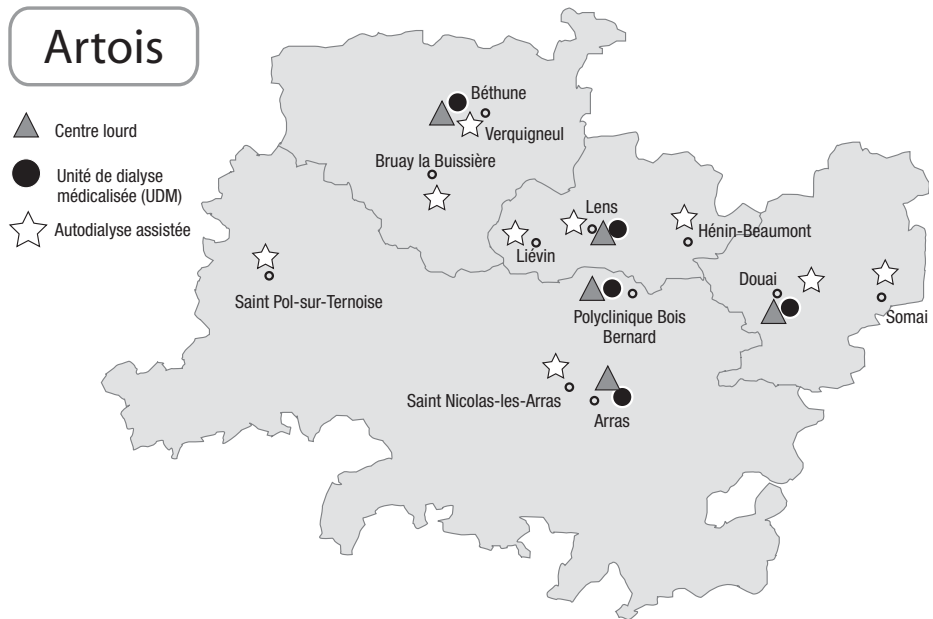 Artois
Centre lourd
Unité de dialyse
médicalisée (UDM)
Autodialyse assistée
Béthune
Verquigneul
Bruay la Buissière
Lens
Hénin-Beaumont
Liévin
Saint Pol-sur-Ternoise
Douai
Somai
Polyclinique Bois
Bernard
Saint Nicolas-les-Arras
Arras